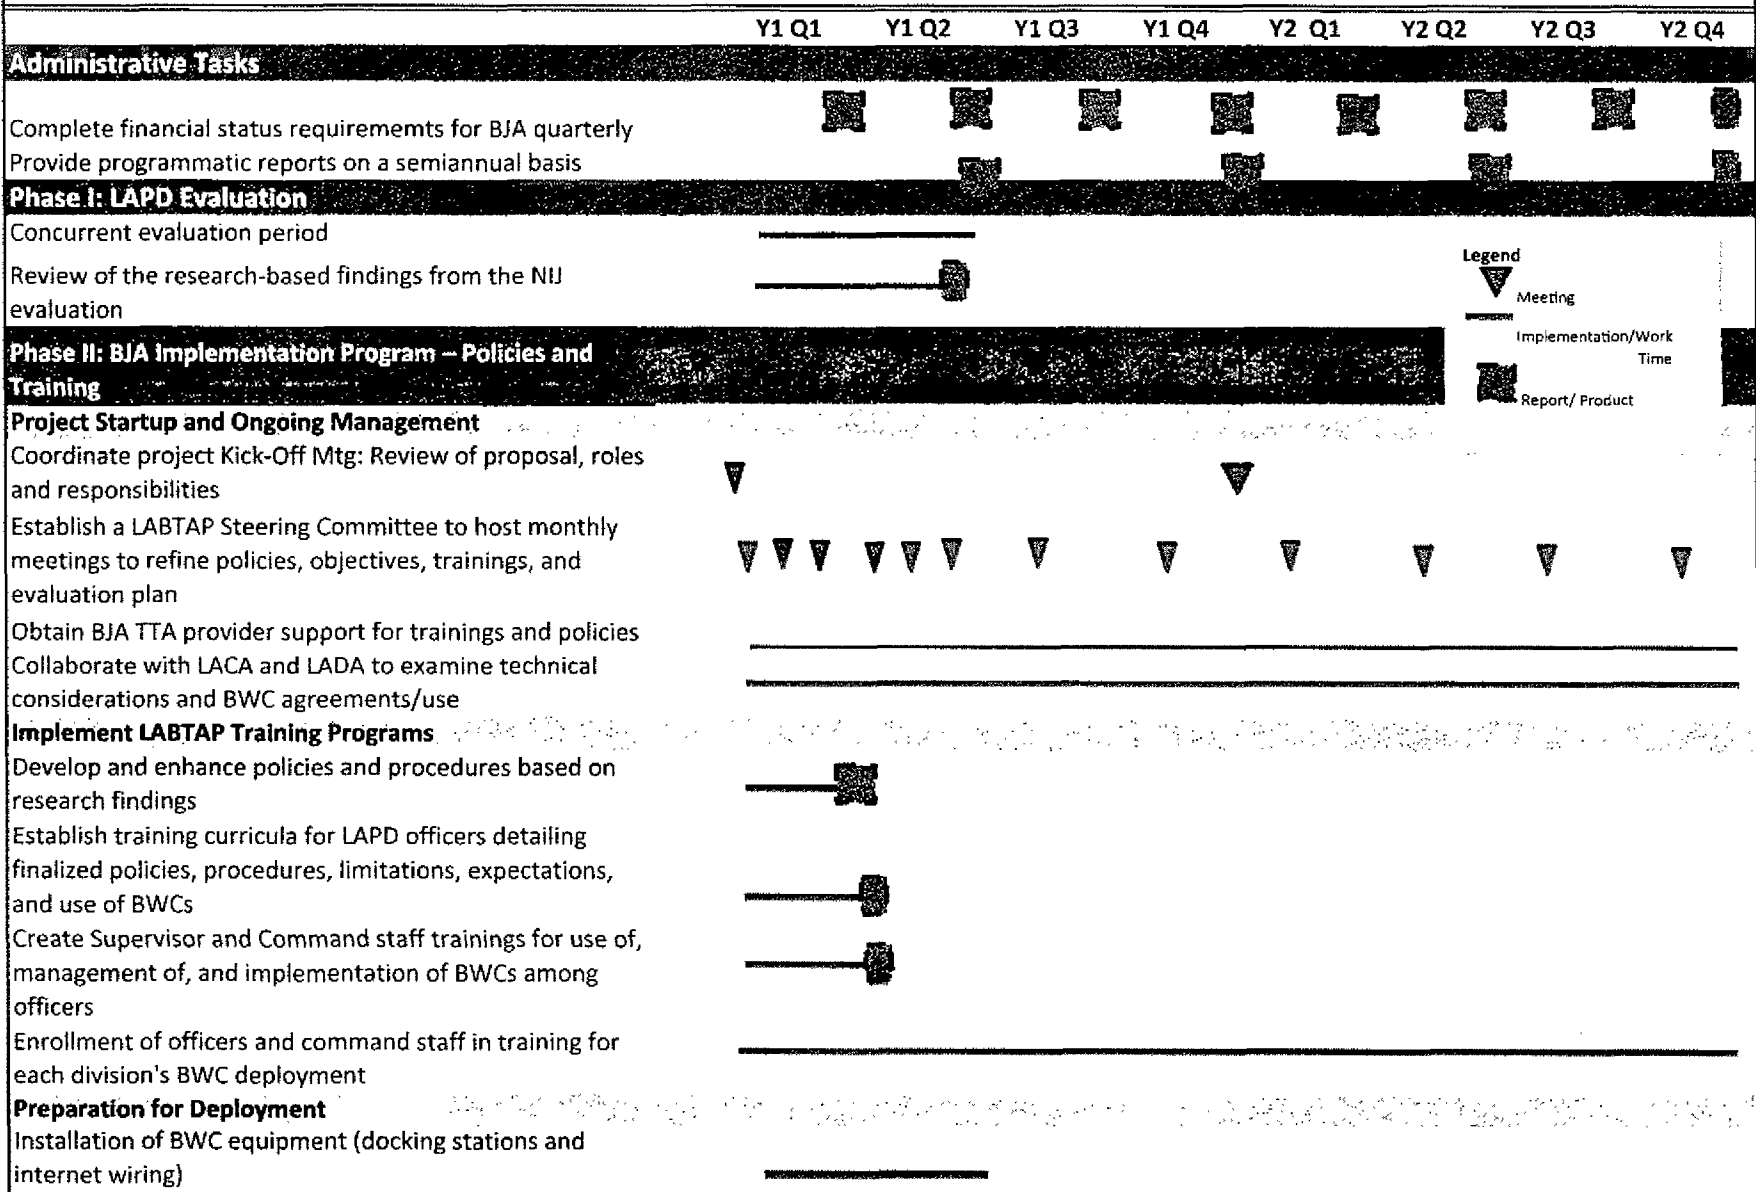 Y1 Q1 Y1 Q2 Y1 Q3 Y1 Q4 Y2 Q1 Y2 Q2 Y2 Q3 Y2 Q4
Administrative Tasks
Complete financial status requirememts for BJA quarterly
Provide programmatic reports on a semiannual basis
Phase I: LAPD Evaluation
Concurrent evaluation period
Review of the research-based findings from the NIJ
evaluation
Legend
Meeting
Implementation/Work
Time
Report/ Product
Phase II: BJA Implementation Program – Policies and
Training
Project Startup and Ongoing Management
Coordinate project Kick-Off Mtg: Review of proposal, roles
and responsibilities
Establish a LABTAP Steering Committee to host monthly
meetings to refine policies, objectives, trainings, and
evaluation plan
Obtain BJA TTA provider support for trainings and policies
Collaborate with LACA and LADA to examine technical
considerations and BWC agreements/use
Implement LABTAP Training Programs
Develop and enhance policies and procedures based on
research findings
Establish training curricula for LAPD officers detailing
finalized policies, procedures, limitations, expectations,
and use of BWCs
Create Supervisor and Command staff trainings for use of,
management of, and implementation of BWCs among
officers
Enrollment of officers and command staff in training for
each division's BWC deployment
Preparation for Deployment
Installation of BWC equipment (docking stations and
internet wiring)